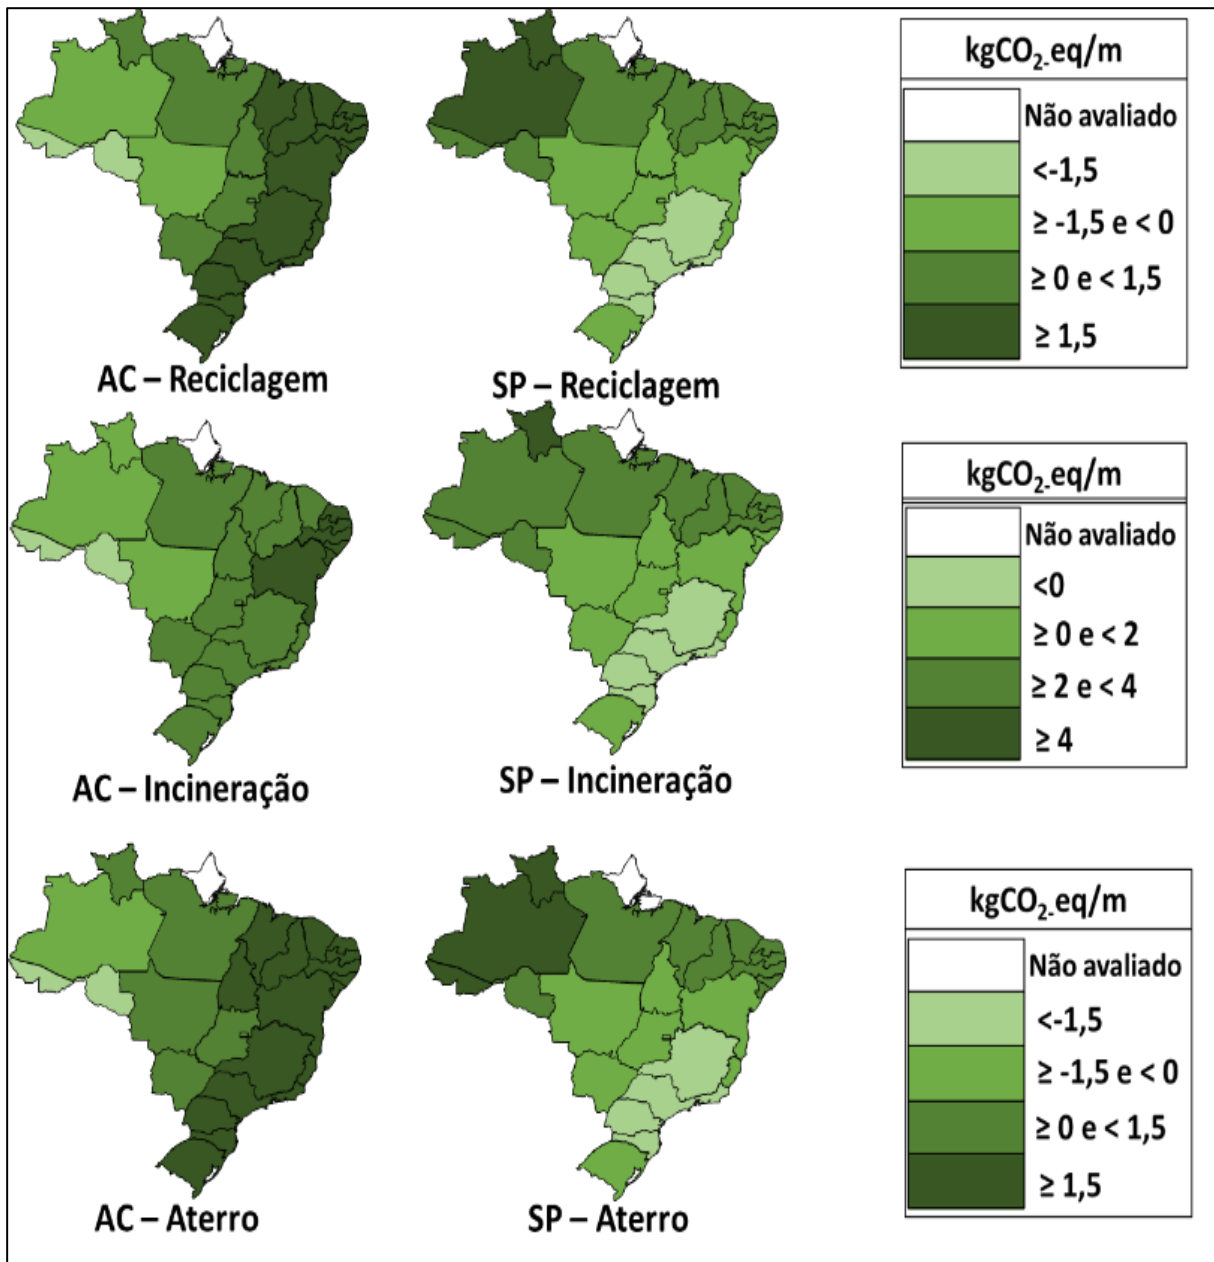 kgCO₂-eq/m
Não avaliado
<-1,5
≥ -1,5 e < 0
≥ 0 e < 1,5
≥ 1,5
AC – Reciclagem
SP – Reciclagem
kgCO₂-eq/m
Não avaliado
<0
≥ 0 e < 2
≥ 2 e < 4
≥ 4
AC – Incineração
SP – Incineração
kgCO₂-eq/m
Não avaliado
<-1,5
≥ -1,5 e < 0
≥ 0 e < 1,5
≥ 1,5
AC – Aterro
SP – Aterro